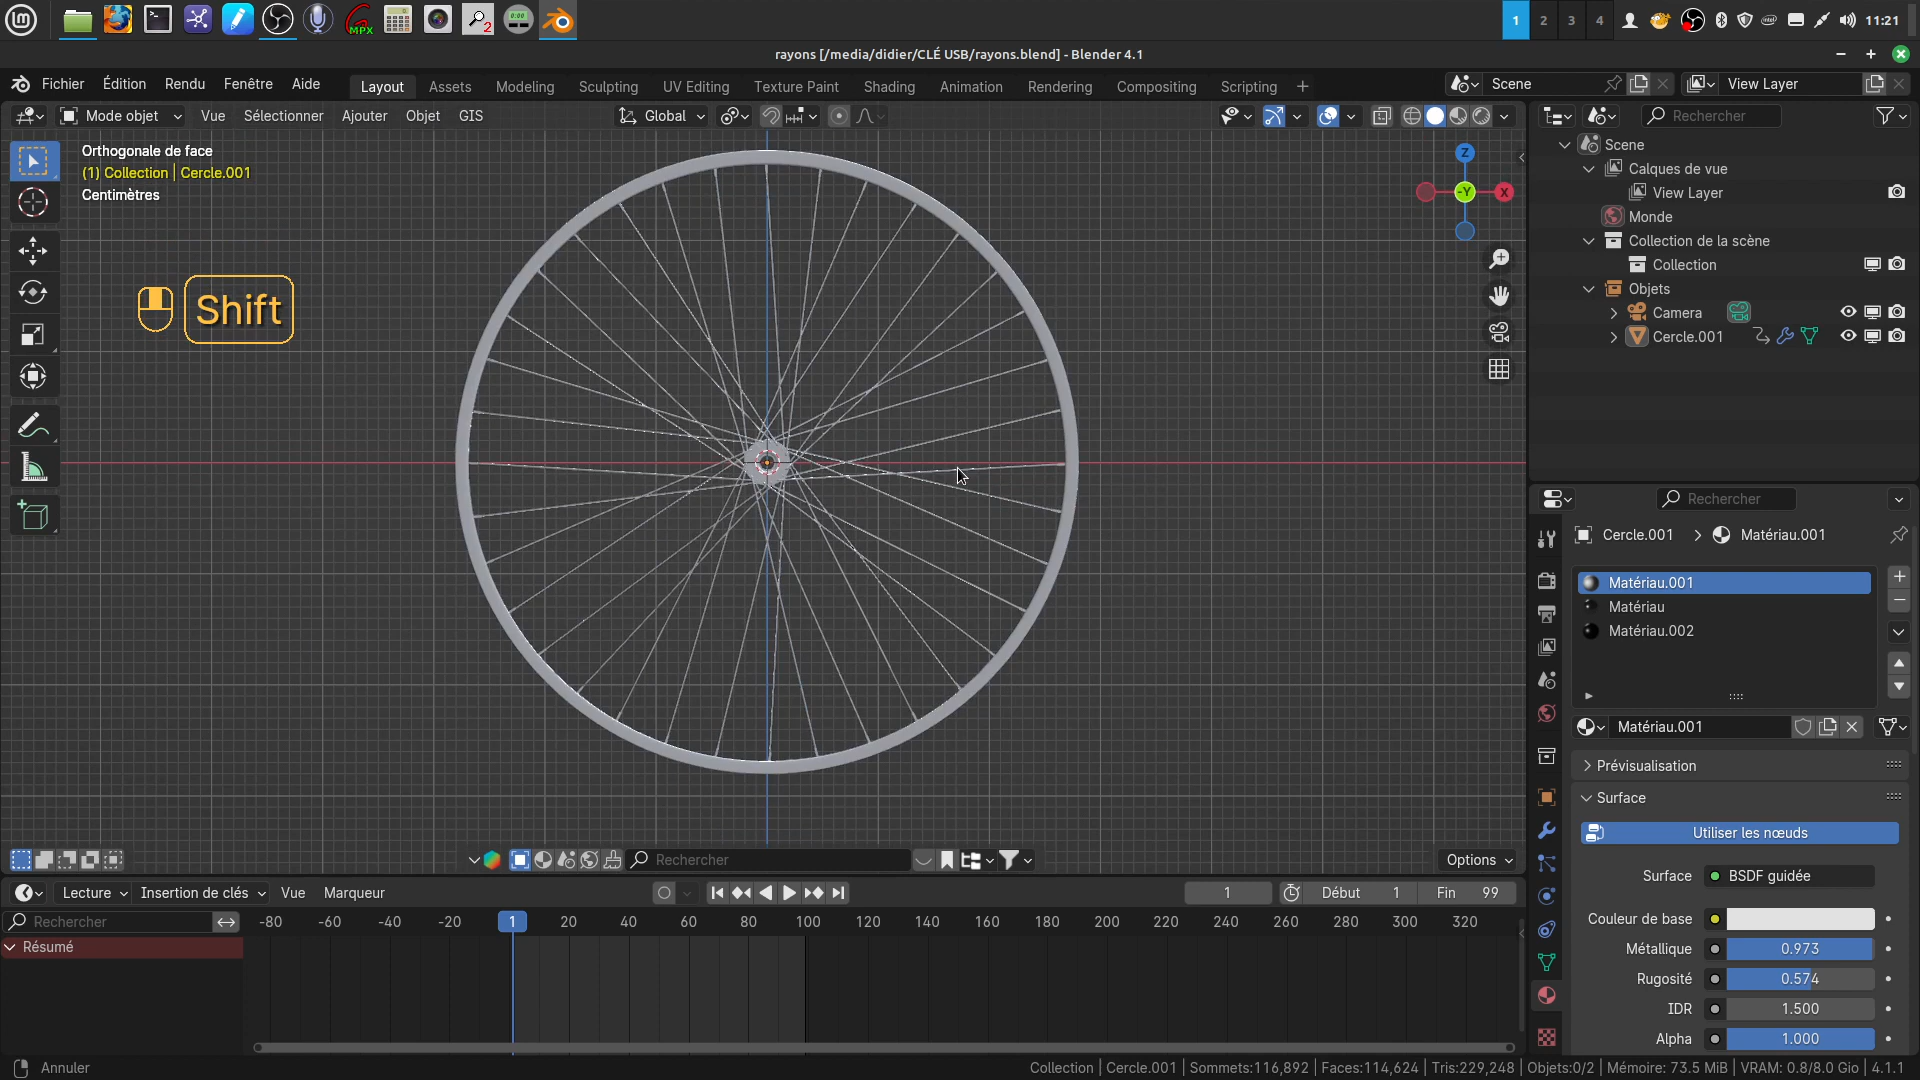 MPX
0:00
2
1 2 3 4 11:21
rayons [/media/didier/CLÉ USB/rayons.blend] - Blender 4.1
Fichier Édition Rendu Fenêtre Aide Layout Assets Modeling Sculpting UV Editing Texture Paint Shading Animation Rendering Compositing Scripting + Scene View Layer
Mode objet Vue Sélectionner Ajouter Objet GIS Global Rechercher
Orthogonale de face
(1) Collection | Cercle.001
Centimètres
Z
-Y X
Shift
Scene
Calques de vue
View Layer
Monde
Collection de la scène
Collection
Objets
Camera
Cercle.001
Rechercher
Cercle.001 > Matériau.001
Matériau.001
Matériau
Matériau.002
Matériau.001
Prévisualisation
Surface
Utiliser les nœuds
Surface BSDF guidée
Couleur de base
Métallique 0.973
Rugosité 0.574
IDR 1.500
Alpha 1.000
Rechercher Options
Lecture Insertion de clés Vue Marqueur 1 Début 1 Fin 99
Rechercher -80 -60 -40 -20 1 20 40 60 80 100 120 140 160 180 200 220 240 260 280 300 320
Résumé
Annuler Collection | Cercle.001 | Sommets:116,892 | Faces:114,624 | Tris:229,248 | Objets:0/2 | Mémoire: 73.5 MiB | VRAM: 0.8/8.0 Gio | 4.1.1